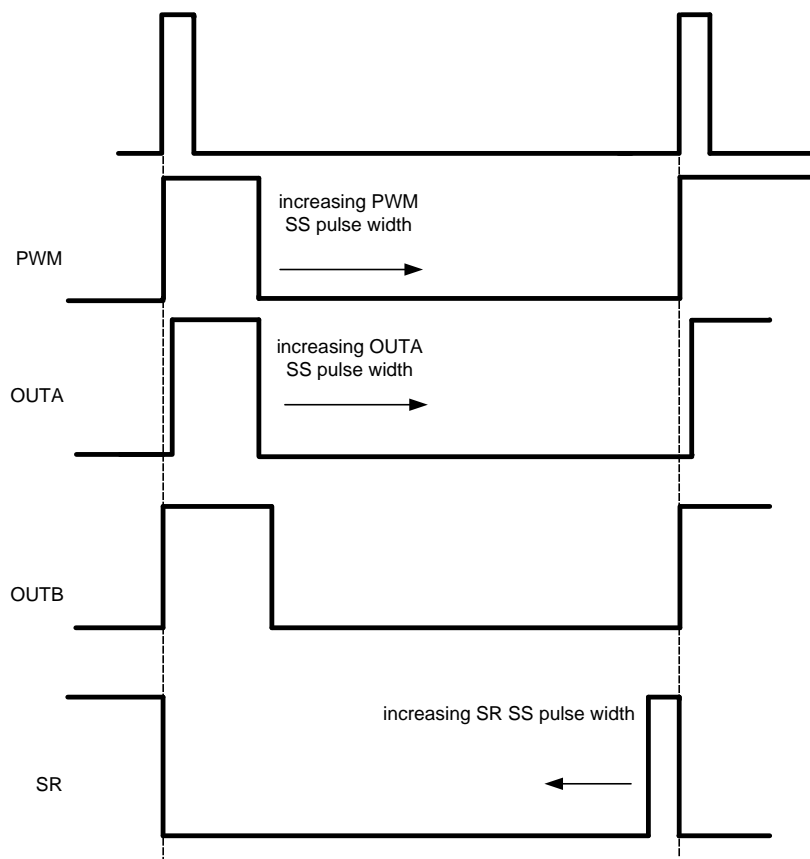 increasing PWM
SS pulse width
PWM
increasing OUTA
SS pulse width
OUTA
OUTB
increasing SR SS pulse width
SR